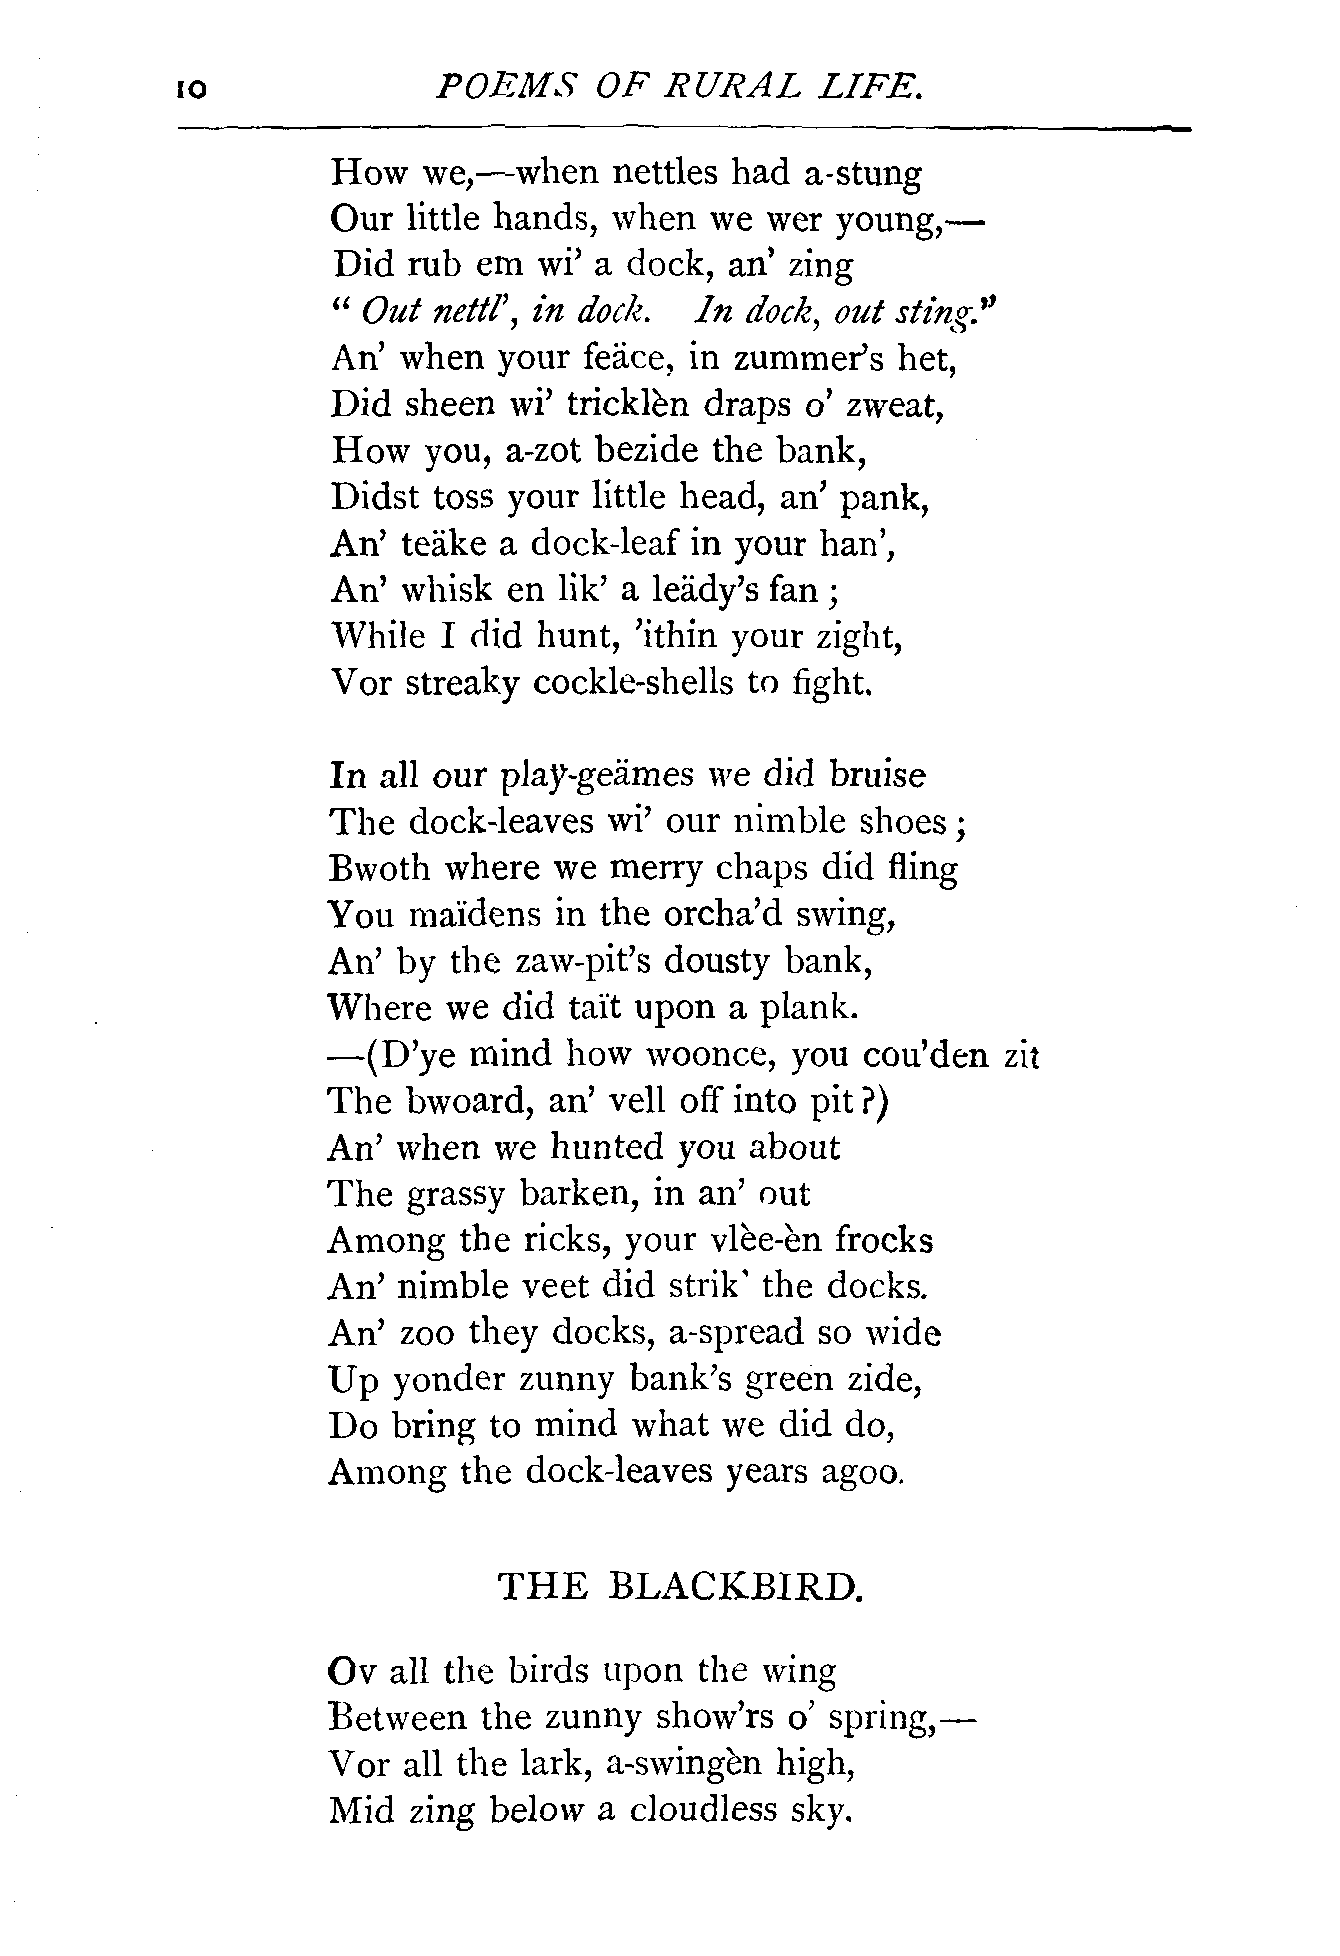 10 POEMS OF RURAL LIFE.
How we,—when nettles had a-stung
Our little hands, when we wer young,—
Did rub em wi' a dock, an' zing
“ Out nettl', in dock. In dock, out sting.”
An' when your feäce, in zummer's het,
Did sheen wi' tricklèn draps o' zweat,
How you, a-zot bezide the bank,
Didst toss your little head, an' pank,
An' teäke a dock-leaf in your han',
An' whisk en lik' a leädy's fan ;
While I did hunt, 'ithin your zight,
Vor streaky cockle-shells to fight.

In all our play-geämes we did bruise
The dock-leaves wi' our nimble shoes ;
Bwoth where we merry chaps did fling
You maïdens in the orcha'd swing,
An' by the zaw-pit's dousty bank,
Where we did taït upon a plank.
—(D'ye mind how woonce, you cou'den zit
The bwoard, an' vell off into pit ?)
An' when we hunted you about
The grassy barken, in an' out
Among the ricks, your vlèe-èn frocks
An' nimble veet did strik' the docks.
An' zoo they docks, a-spread so wide
Up yonder zunny bank's green zide,
Do bring to mind what we did do,
Among the dock-leaves years agoo.

THE BLACKBIRD.

Ov all the birds upon the wing
Between the zunny show'rs o' spring,—
Vor all the lark, a-swingèn high,
Mid zing below a cloudless sky.